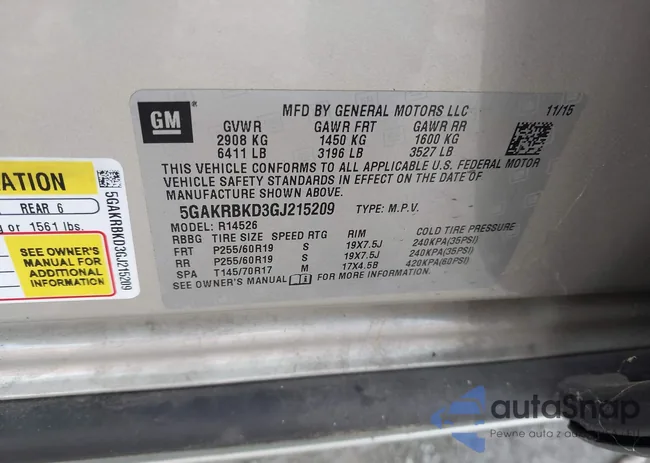 GM
MFD BY GENERAL MOTORS LLC 11/15
GVWR GAWR FRT GAWR RR
2908 KG 1450 KG 1600 KG
6411 LB 3196 LB 3527 LB
THIS VEHICLE CONFORMS TO ALL APPLICABLE U.S. FEDERAL MOTOR
VEHICLE SAFETY STANDARDS IN EFFECT ON THE DATE OF
MANUFACTURE SHOWN ABOVE.
5GAKRBKD3GJ215209 TYPE: M.P.V.
MODEL: R14526
RBBG TIRE SIZE SPEED RTG RIM COLD TIRE PRESSURE
FRT P255/60R19 S 19X7.5J 240KPA(35PSI)
RR P255/60R19 S 19X7.5J 240KPA(35PSI)
SPA T145/70R17 M 17X4.5B 420KPA(60PSI)
SEE OWNER'S MANUAL FOR MORE INFORMATION
REAR 6
or 1561 lbs.
SEE OWNER'S
MANUAL FOR
ADDITIONAL
INFORMATION
5GAKRBKD3GJ215209
autoSnap
Pewne auto z